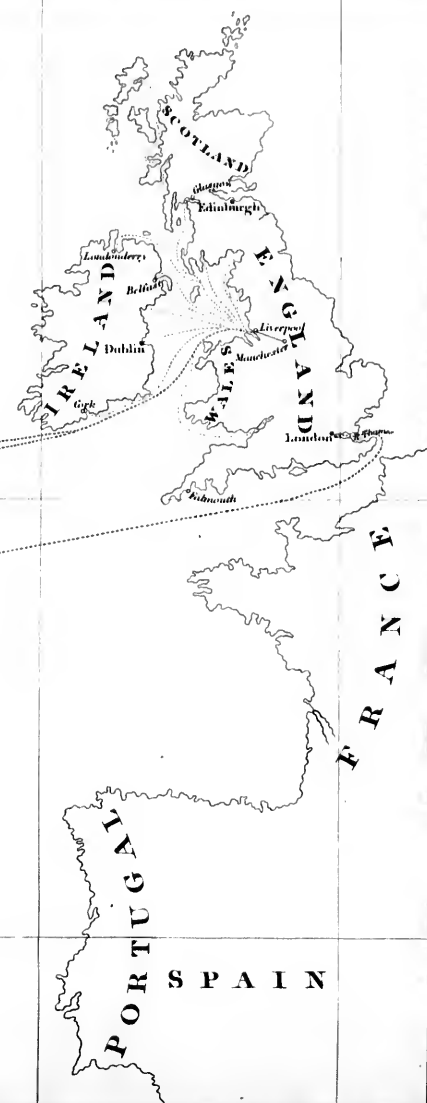 SCOTLAND
Glasgow
Edinburgh
Londonderry
Belfast
IRELAND
Dublin
Cork
ENGLAND
Liverpool
Manchester
WALES
London
Falmouth
FRANCE
PORTUGAL
SPAIN